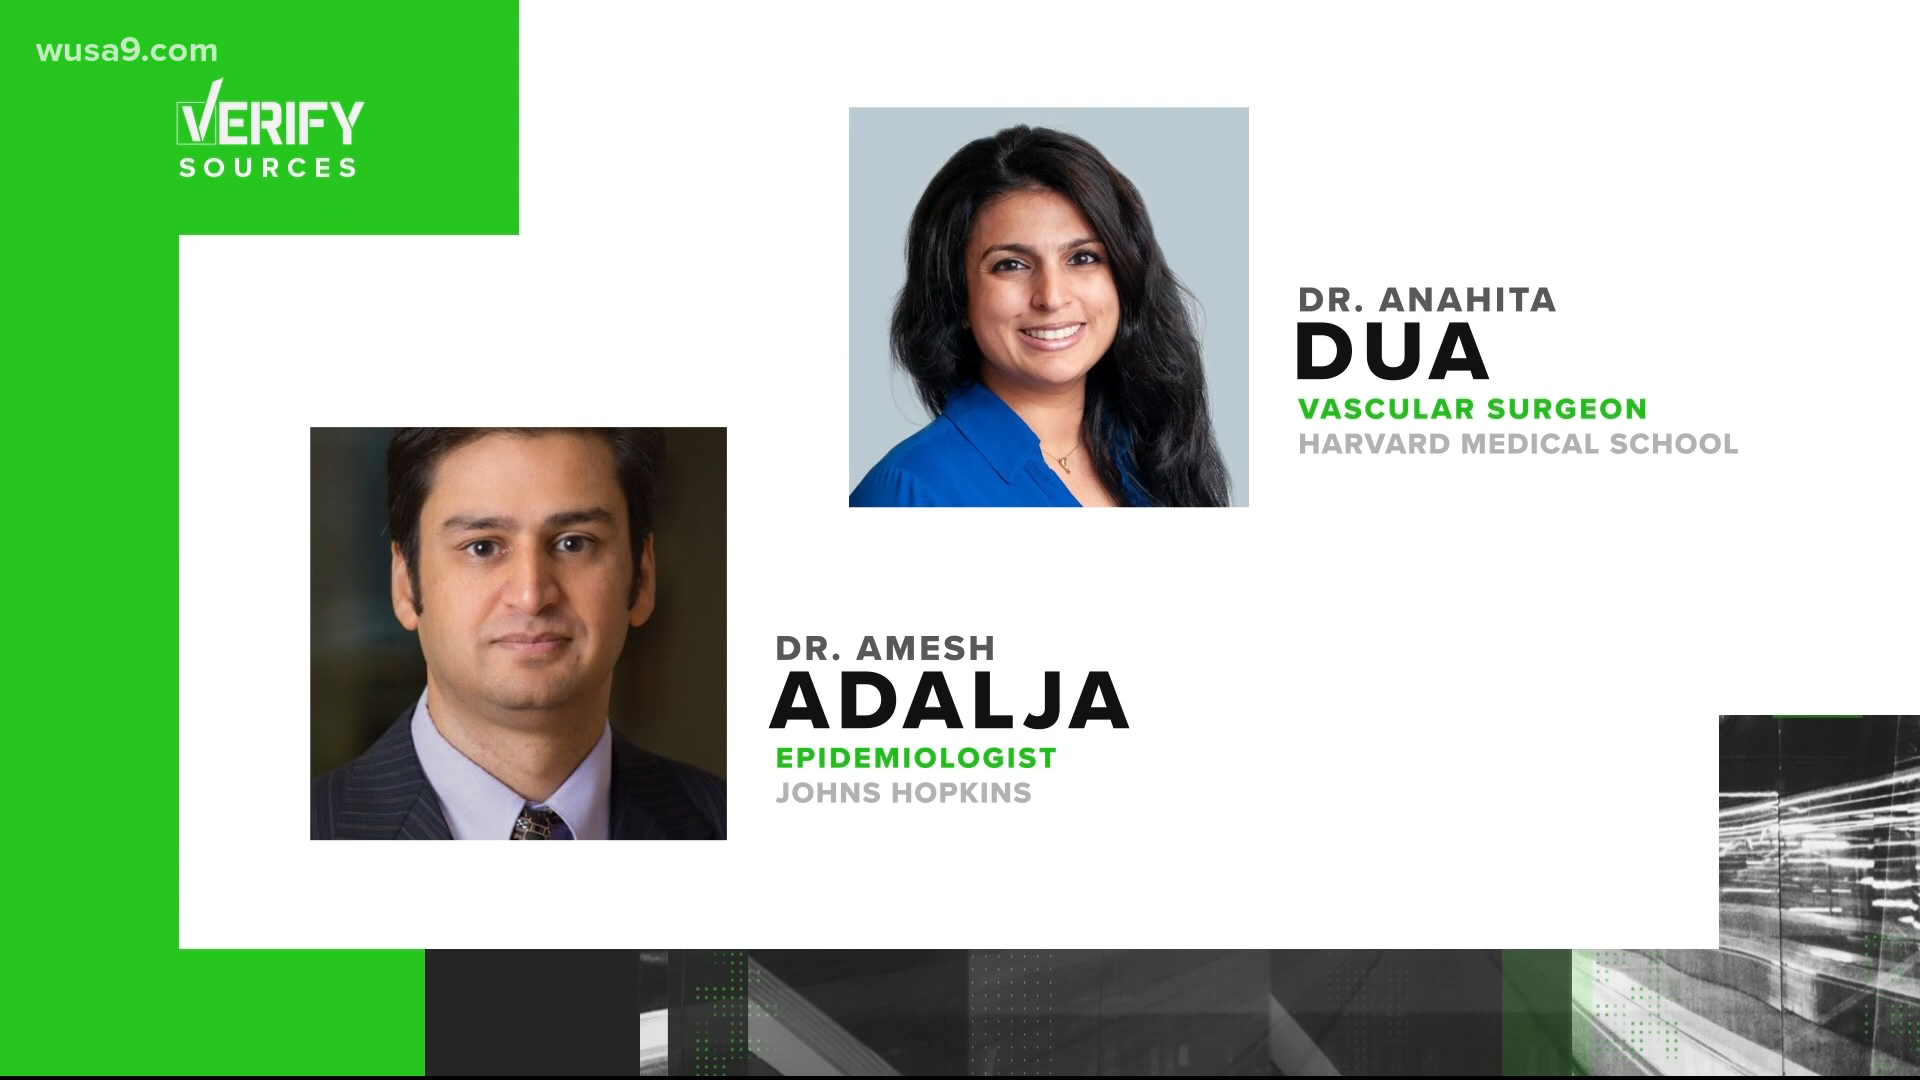 wusa9.com
VERIFY
SOURCES
DR. ANAHITA
DUA
VASCULAR SURGEON
HARVARD MEDICAL SCHOOL
DR. AMESH
ADALJA
EPIDEMIOLOGIST
JOHNS HOPKINS